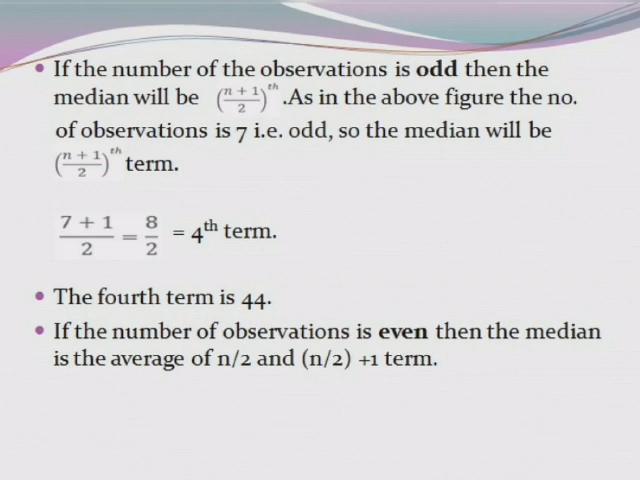 • If the number of the observations is odd then the
median will be (n + 1 / 2)^th .As in the above figure the no.
of observations is 7 i.e. odd, so the median will be
(n + 1 / 2)^th term.
7 + 1 / 2 = 8 / 2 = 4th term.
• The fourth term is 44.
• If the number of observations is even then the median
is the average of n/2 and (n/2) +1 term.